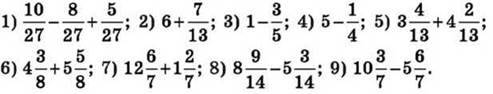 1) 10/27 − 8/27 + 5/27; 2) 6 + 7/13; 3) 1 − 3/5; 4) 5 − 1/4; 5) 3 4/13 + 4 2/13;
6) 4 3/8 + 5 5/8; 7) 12 6/7 + 1 2/7; 8) 8 9/14 − 5 3/14; 9) 10 3/7 − 5 6/7.